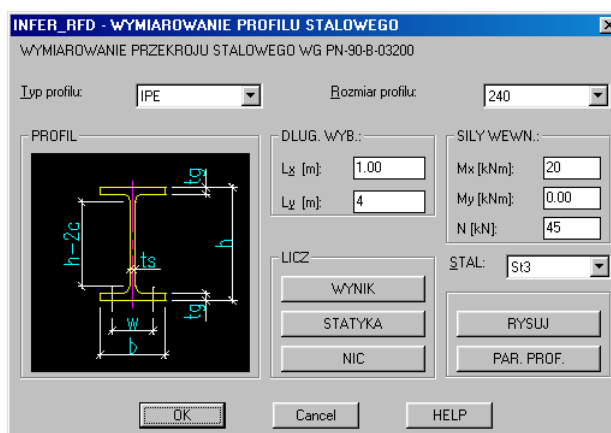 INFER_RFD - WYMIAROWANIE PROFILU STALOWEGO
WYMIAROWANIE PRZEKROJU STALOWEGO WG PN-90-B-03200
Typ profilu: IPE Rozmiar profilu: 240
PROFIL
tg
h-2c
h
ts
tg
w
b
DLUG. WYB.:
Lx [m]: 1.00
Ly [m]: 4
LICZ
WYNIK
STATYKA
NIC
SILY WEWN.:
Mx [kNm]: 20
My [kNm]: 0.00
N [kN]: 45
STAL: St3
RYSUJ
PAR. PROF.
OK Cancel HELP